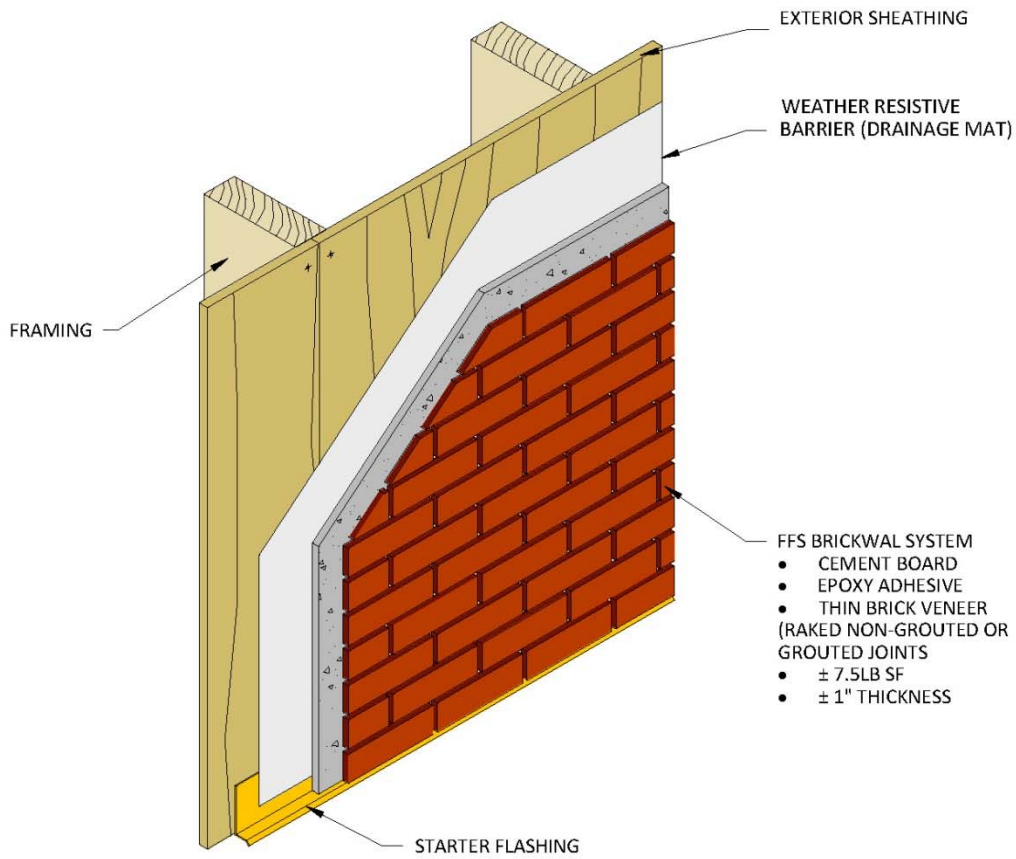 EXTERIOR SHEATHING
WEATHER RESISTIVE
BARRIER (DRAINAGE MAT)
FRAMING
FFS BRICKWAL SYSTEM
• CEMENT BOARD
• EPOXY ADHESIVE
• THIN BRICK VENEER
(RAKED NON-GROUTED OR
GROUTED JOINTS
• ± 7.5LB SF
• ± 1" THICKNESS
STARTER FLASHING